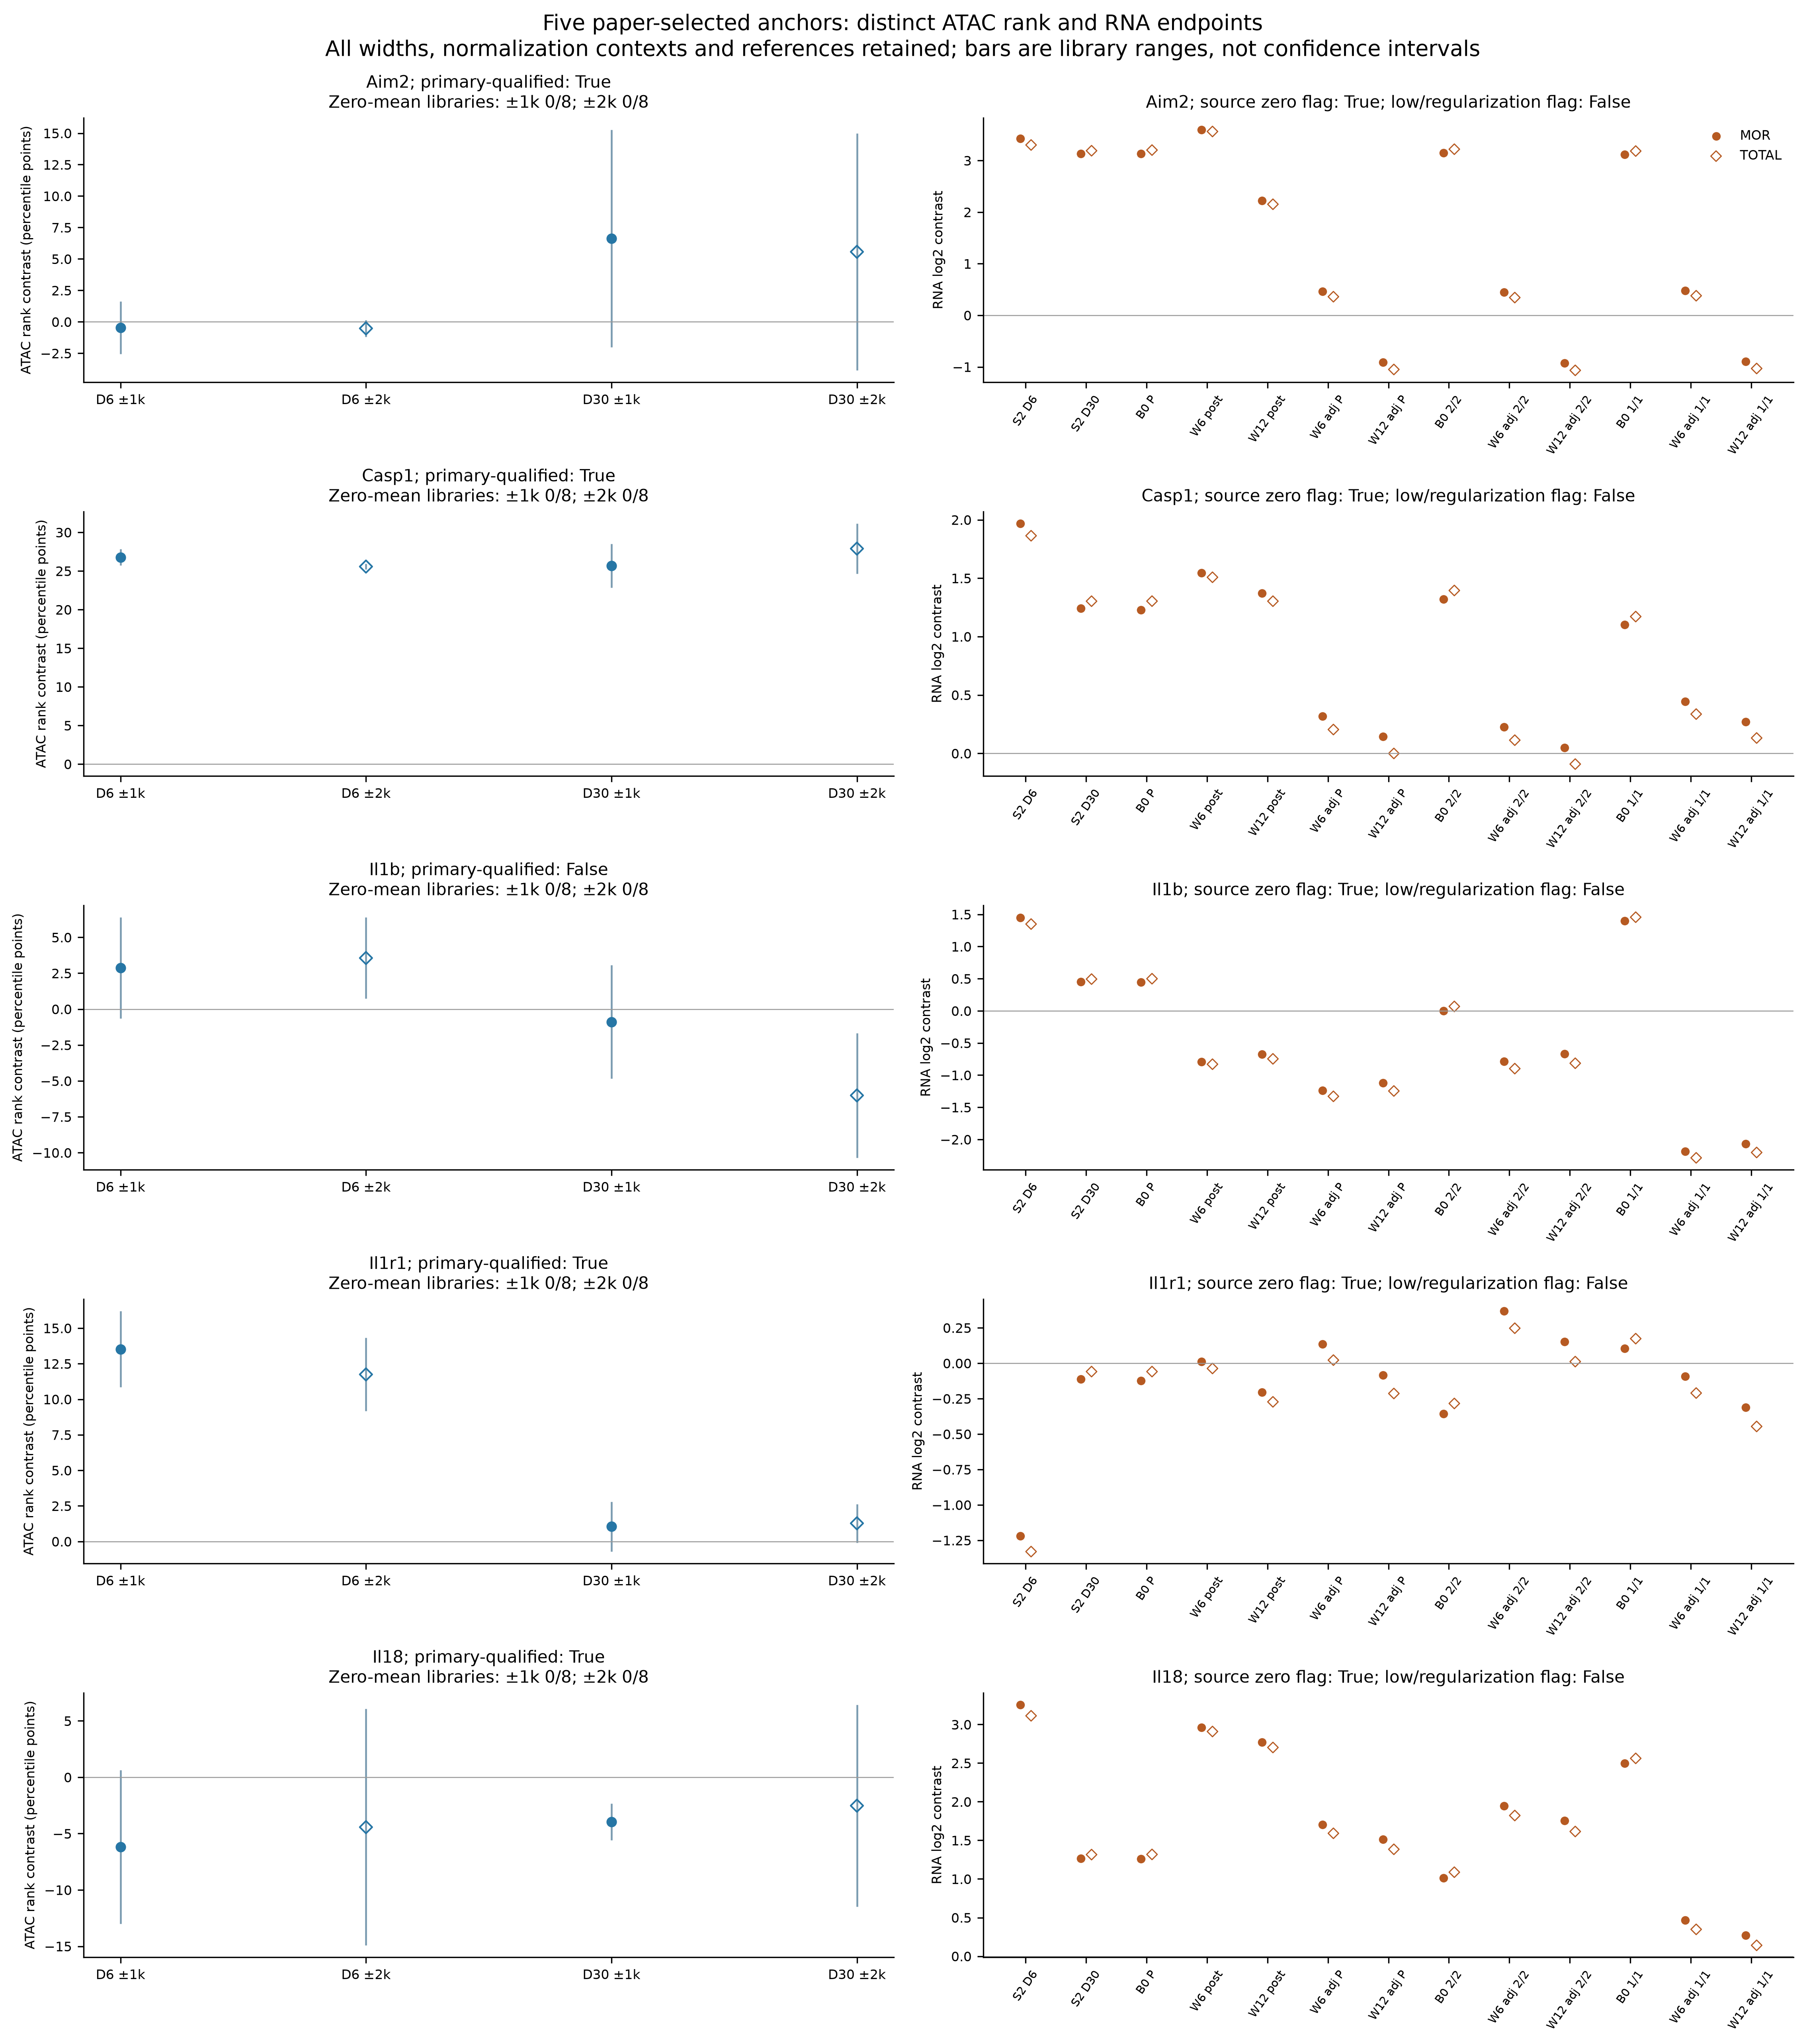 Five paper-selected anchors: distinct ATAC rank and RNA endpoints
All widths, normalization contexts and references retained; bars are library ranges, not confidence intervals
Aim2; primary-qualified: True
Zero-mean libraries: ±1k 0/8; ±2k 0/8
ATAC rank contrast (percentile points)
15.0
12.5
10.0
7.5
5.0
2.5
0.0
−2.5
D6 ±1k
D6 ±2k
D30 ±1k
D30 ±2k
Aim2; source zero flag: True; low/regularization flag: False
RNA log2 contrast
3
2
1
0
−1
MOR
TOTAL
S2 D6
S2 D30
B0 P
W6 post
W12 post
W6 adj P
W12 adj P
B0 2/2
W6 adj 2/2
W12 adj 2/2
B0 1/1
W6 adj 1/1
W12 adj 1/1
Casp1; primary-qualified: True
Zero-mean libraries: ±1k 0/8; ±2k 0/8
ATAC rank contrast (percentile points)
30
25
20
15
10
5
0
D6 ±1k
D6 ±2k
D30 ±1k
D30 ±2k
Casp1; source zero flag: True; low/regularization flag: False
RNA log2 contrast
2.0
1.5
1.0
0.5
0.0
S2 D6
S2 D30
B0 P
W6 post
W12 post
W6 adj P
W12 adj P
B0 2/2
W6 adj 2/2
W12 adj 2/2
B0 1/1
W6 adj 1/1
W12 adj 1/1
Il1b; primary-qualified: False
Zero-mean libraries: ±1k 0/8; ±2k 0/8
ATAC rank contrast (percentile points)
5.0
2.5
0.0
−2.5
−5.0
−7.5
−10.0
D6 ±1k
D6 ±2k
D30 ±1k
D30 ±2k
Il1b; source zero flag: True; low/regularization flag: False
RNA log2 contrast
1.5
1.0
0.5
0.0
−0.5
−1.0
−1.5
−2.0
S2 D6
S2 D30
B0 P
W6 post
W12 post
W6 adj P
W12 adj P
B0 2/2
W6 adj 2/2
W12 adj 2/2
B0 1/1
W6 adj 1/1
W12 adj 1/1
Il1r1; primary-qualified: True
Zero-mean libraries: ±1k 0/8; ±2k 0/8
ATAC rank contrast (percentile points)
15.0
12.5
10.0
7.5
5.0
2.5
0.0
D6 ±1k
D6 ±2k
D30 ±1k
D30 ±2k
Il1r1; source zero flag: True; low/regularization flag: False
RNA log2 contrast
0.25
0.00
−0.25
−0.50
−0.75
−1.00
−1.25
S2 D6
S2 D30
B0 P
W6 post
W12 post
W6 adj P
W12 adj P
B0 2/2
W6 adj 2/2
W12 adj 2/2
B0 1/1
W6 adj 1/1
W12 adj 1/1
Il18; primary-qualified: True
Zero-mean libraries: ±1k 0/8; ±2k 0/8
ATAC rank contrast (percentile points)
5
0
−5
−10
−15
D6 ±1k
D6 ±2k
D30 ±1k
D30 ±2k
Il18; source zero flag: True; low/regularization flag: False
RNA log2 contrast
3.0
2.5
2.0
1.5
1.0
0.5
0.0
S2 D6
S2 D30
B0 P
W6 post
W12 post
W6 adj P
W12 adj P
B0 2/2
W6 adj 2/2
W12 adj 2/2
B0 1/1
W6 adj 1/1
W12 adj 1/1